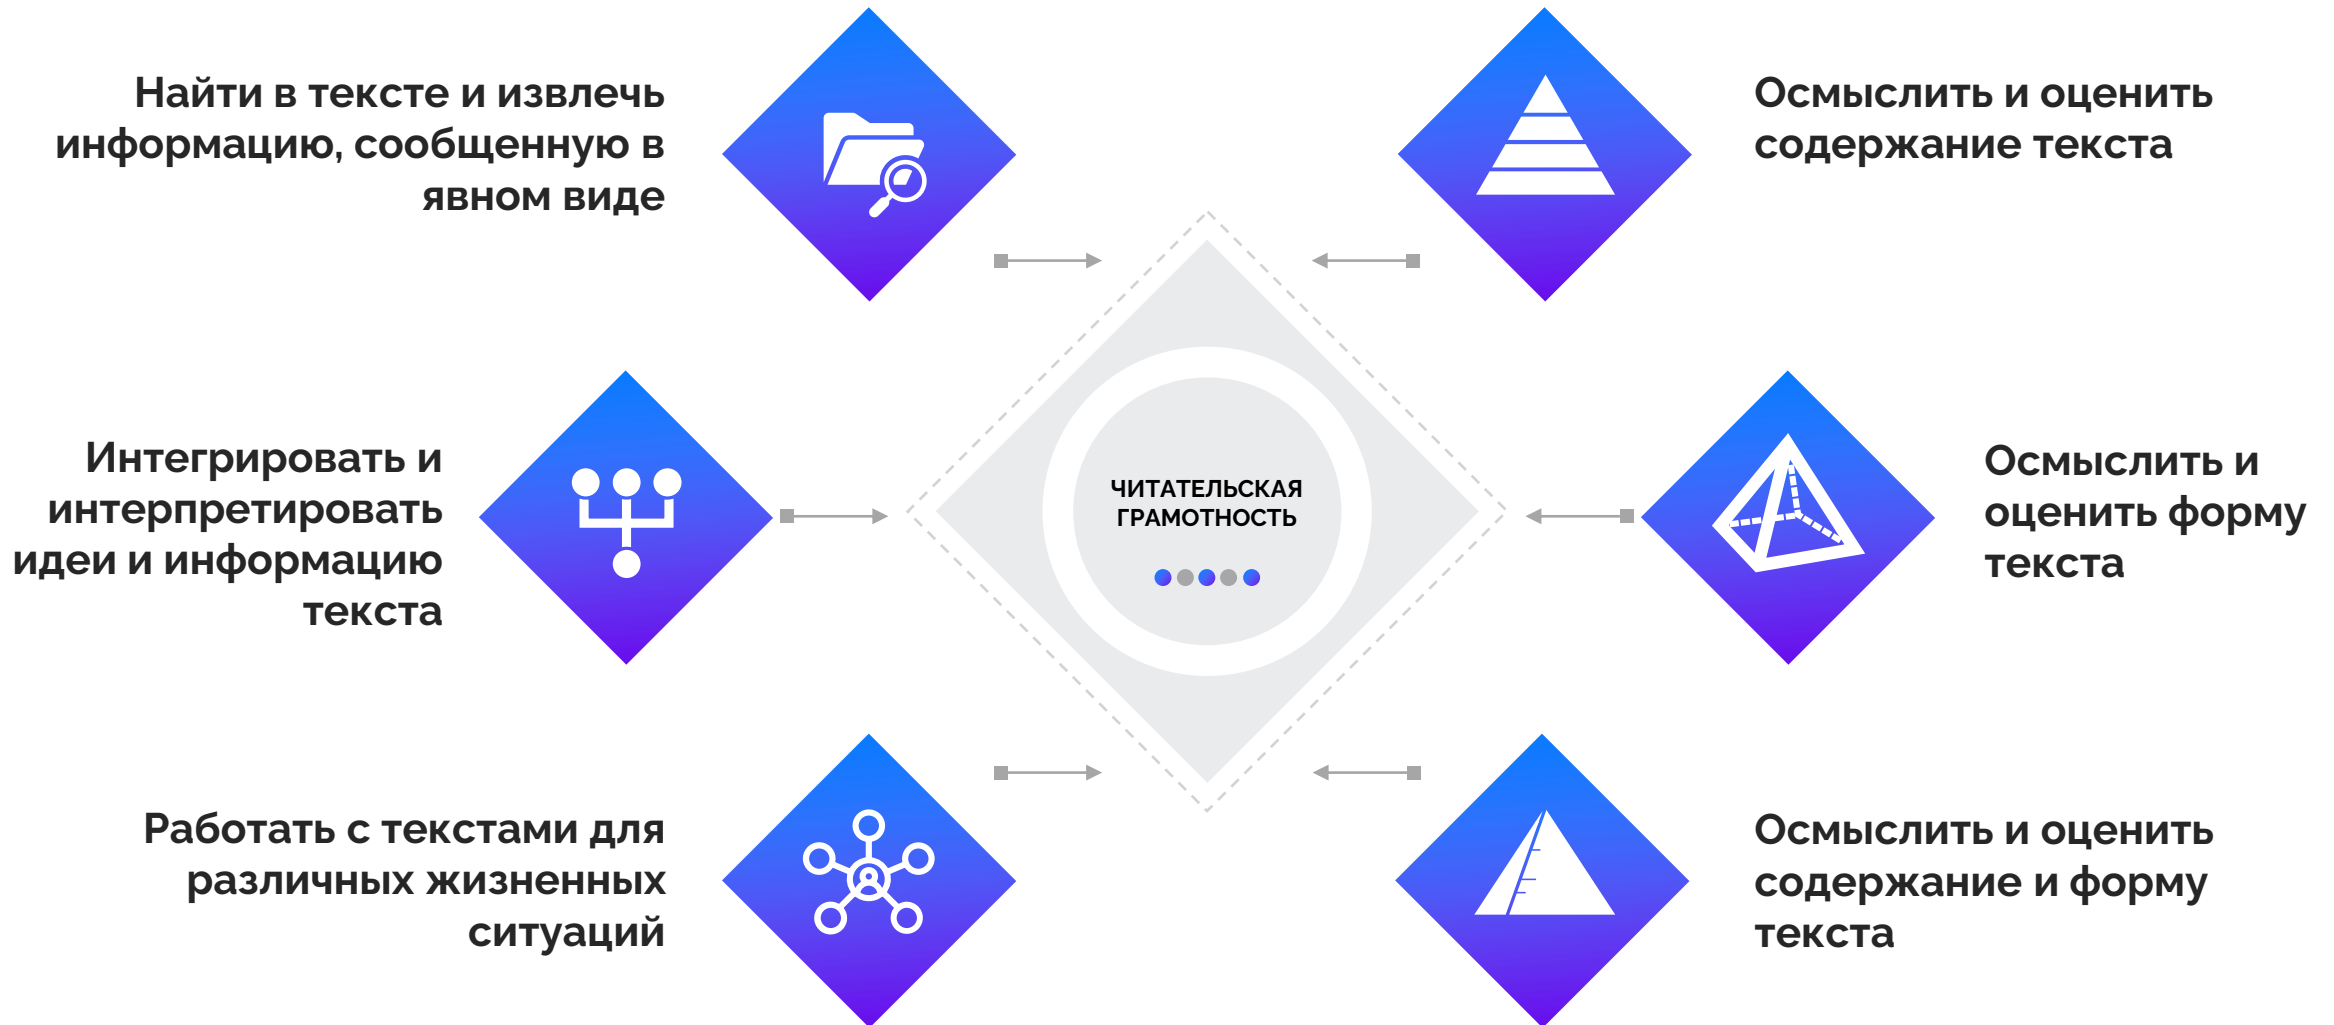 Найти в тексте и извлечь
информацию, сообщенную в
явном виде
Осмыслить и оценить
содержание текста
Интегрировать и
интерпретировать
идеи и информацию
текста
ЧИТАТЕЛЬСКАЯ
ГРАМОТНОСТЬ
Осмыслить и
оценить форму
текста
Работать с текстами для
различных жизненных
ситуаций
Осмыслить и оценить
содержание и форму
текста